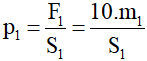 p₁ = F₁/S₁ = 10.m₁/S₁